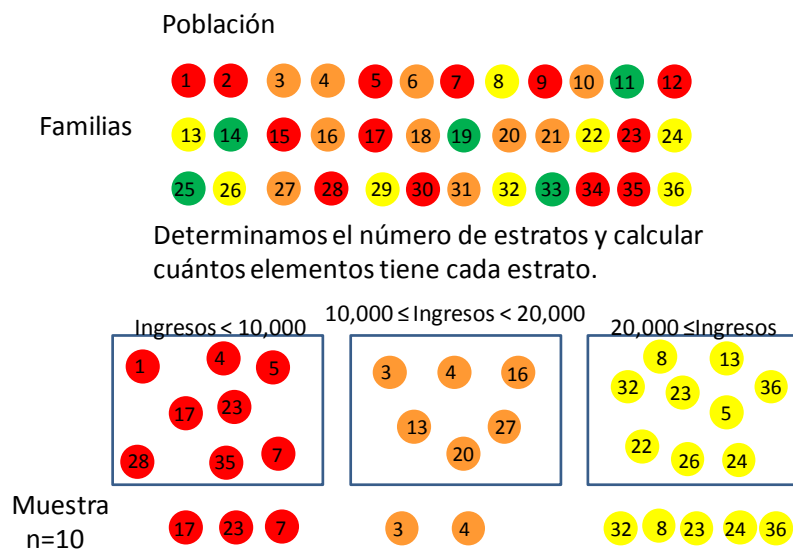 Población
1 2 3 4 5 6 7 8 9 10 11 12
Familias
13 14 15 16 17 18 19 20 21 22 23 24
25 26 27 28 29 30 31 32 33 34 35 36
Determinamos el número de estratos y calcular
cuántos elementos tiene cada estrato.
Ingresos < 10,000
10,000 ≤ Ingresos < 20,000
20,000 ≤Ingresos
1 4 5
17 23
28 35 7
3 4 16
13 27
20
8 13
32 23 36
5
22 26 24
Muestra
n=10
17 23 7
3 4
32 8 23 24 36